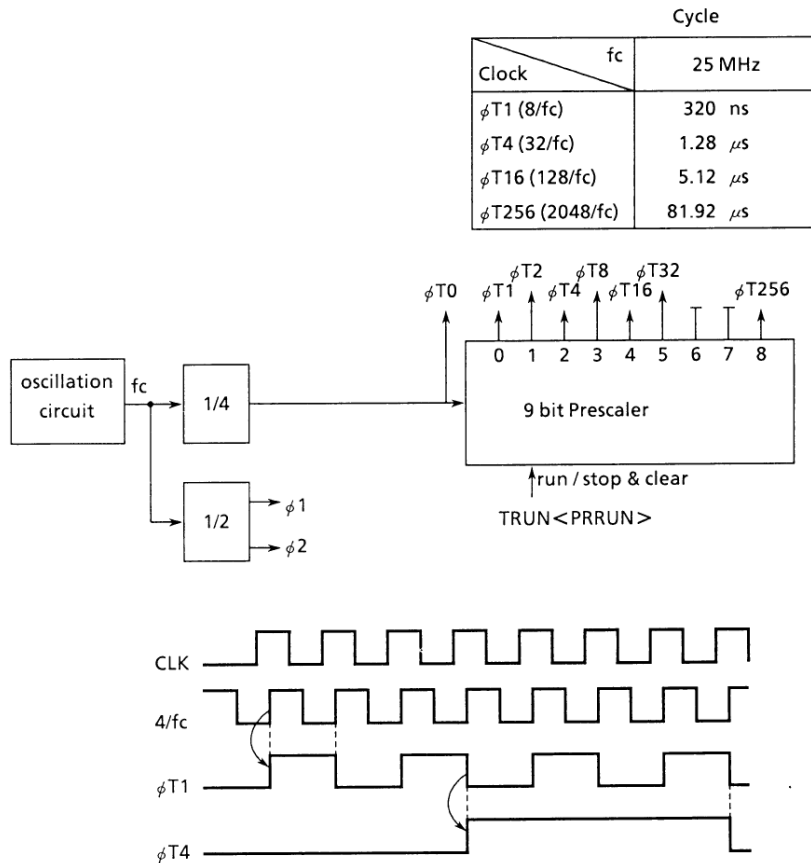 Cycle
fc
Clock
25 MHz
ϕT1 (8/fc) 320 ns
ϕT4 (32/fc) 1.28 μs
ϕT16 (128/fc) 5.12 μs
ϕT256 (2048/fc) 81.92 μs
ϕT2 ϕT8 ϕT32
ϕT0 ϕT1 ϕT4 ϕT16 ϕT256
0 1 2 3 4 5 6 7 8
oscillation
circuit
fc
1/4
9 bit Prescaler
run / stop & clear
TRUN<PRRUN>
1/2
ϕ1
ϕ2
CLK
4/fc
ϕT1
ϕT4